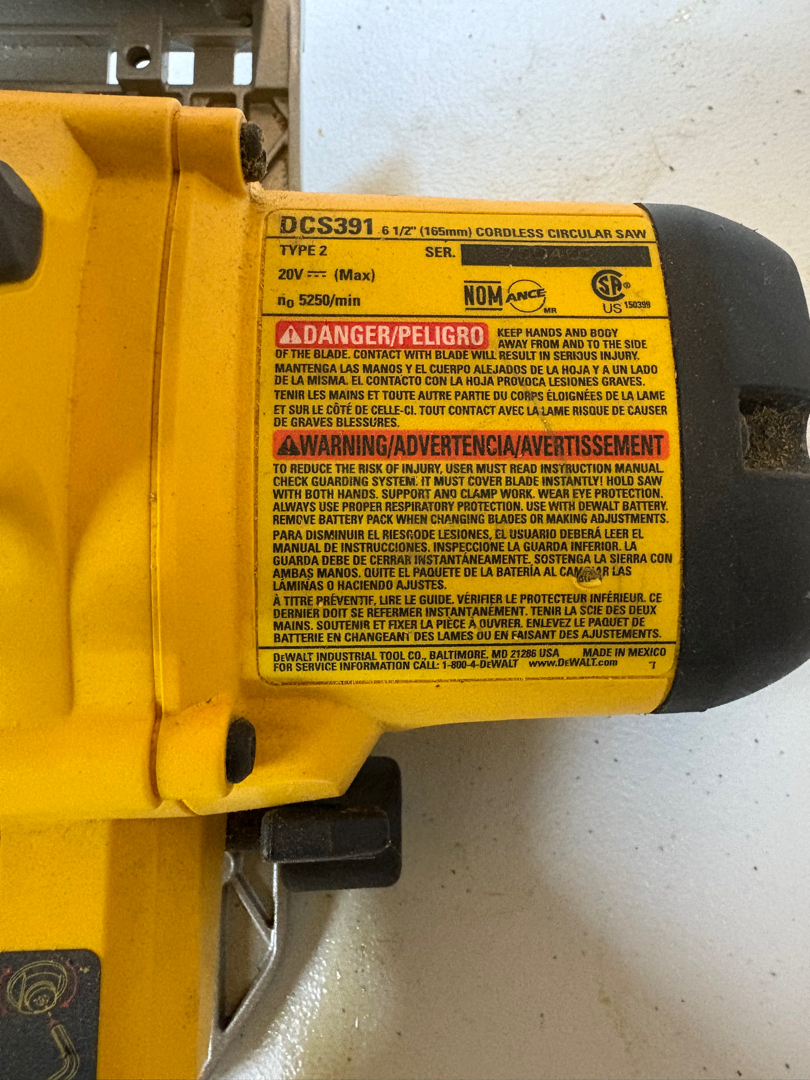 DCS391 6 1/2" (165mm) CORDLESS CIRCULAR SAW
TYPE 2 SER.
20V ⎓ (Max)
n₀ 5250/min
NOM ANCE MR
SA ® US 150399
DANGER/PELIGRO KEEP HANDS AND BODY
AWAY FROM AND TO THE SIDE
OF THE BLADE. CONTACT WITH BLADE WILL RESULT IN SERIOUS INJURY.
MANTENGA LAS MANOS Y EL CUERPO ALEJADOS DE LA HOJA Y A UN LADO
DE LA MISMA. EL CONTACTO CON LA HOJA PROVOCA LESIONES GRAVES.
TENIR LES MAINS ET TOUTE AUTRE PARTIE DU CORPS ÉLOIGNÉES DE LA LAME
ET SUR LE CÔTÉ DE CELLE-CI. TOUT CONTACT AVEC LA LAME RISQUE DE CAUSER
DE GRAVES BLESSURES.
WARNING/ADVERTENCIA/AVERTISSEMENT
TO REDUCE THE RISK OF INJURY, USER MUST READ INSTRUCTION MANUAL.
CHECK GUARDING SYSTEM. IT MUST COVER BLADE INSTANTLY! HOLD SAW
WITH BOTH HANDS. SUPPORT AND CLAMP WORK. WEAR EYE PROTECTION.
ALWAYS USE PROPER RESPIRATORY PROTECTION. USE WITH DEWALT BATTERY.
REMOVE BATTERY PACK WHEN CHANGING BLADES OR MAKING ADJUSTMENTS.
PARA DISMINUIR EL RIESGODE LESIONES, EL USUARIO DEBERÁ LEER EL
MANUAL DE INSTRUCCIONES. INSPECCIONE LA GUARDA INFERIOR. LA
GUARDA DEBE DE CERRAR INSTANTÁNEAMENTE. SOSTENGA LA SIERRA CON
AMBAS MANOS. QUITE EL PAQUETE DE LA BATERÍA AL LAS
LÁMINAS O HACIENDO AJUSTES.
À TITRE PRÉVENTIF, LIRE LE GUIDE. VÉRIFIER LE PROTECTEUR INFÉRIEUR. CE
DERNIER DOIT SE REFERMER INSTANTANÉMENT. TENIR LA SCIE DES DEUX
MAINS. SOUTENIR ET FIXER LA PIÈCE À OUVRER. ENLEVEZ LE PAQUET DE
BATTERIE EN CHANGEANT DES LAMES OU EN FAISANT DES AJUSTEMENTS.
DEWALT INDUSTRIAL TOOL CO., BALTIMORE, MD 21286 USA MADE IN MEXICO
FOR SERVICE INFORMATION CALL: 1-800-4-DEWALT www.DEWALT.com